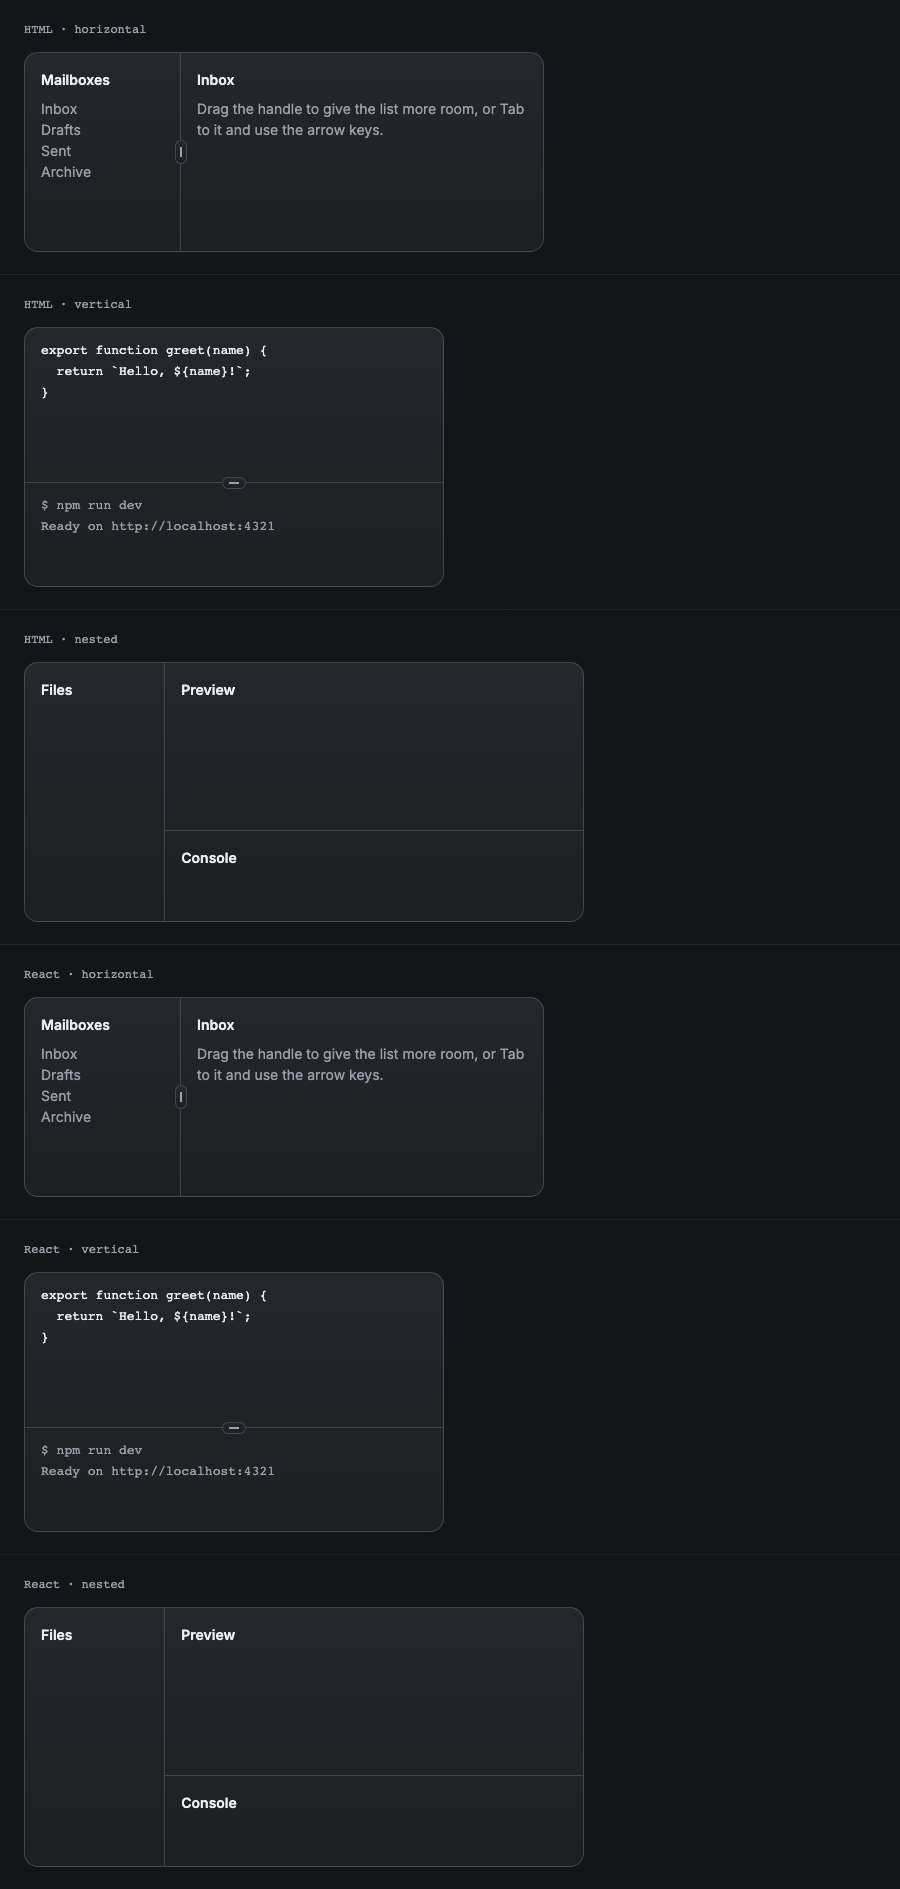 HTML · horizontal
Mailboxes
Inbox
Drafts
Sent
Archive
Inbox
Drag the handle to give the list more room, or Tab
to it and use the arrow keys.
HTML · vertical
export function greet(name) {
  return `Hello, ${name}!`;
}
$ npm run dev
Ready on http://localhost:4321
HTML · nested
Files
Preview
Console
React · horizontal
Mailboxes
Inbox
Drafts
Sent
Archive
Inbox
Drag the handle to give the list more room, or Tab
to it and use the arrow keys.
React · vertical
export function greet(name) {
  return `Hello, ${name}!`;
}
$ npm run dev
Ready on http://localhost:4321
React · nested
Files
Preview
Console